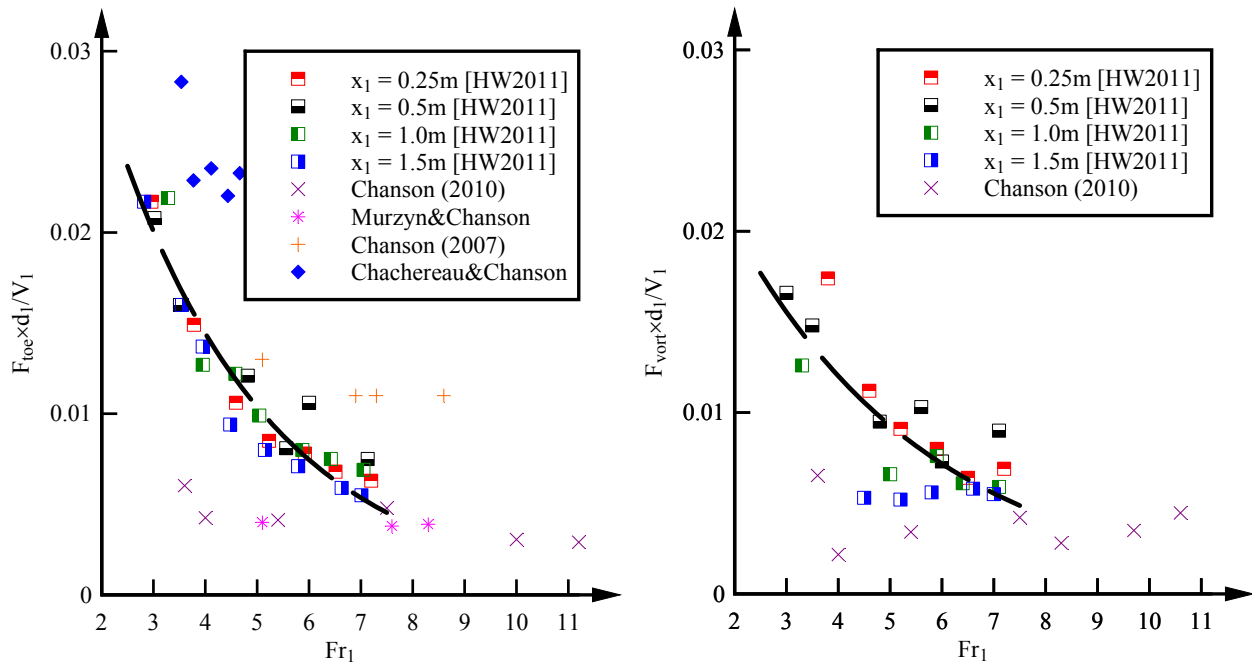 0.03
x₁ = 0.25m [HW2011]
x₁ = 0.5m [HW2011]
x₁ = 1.0m [HW2011]
x₁ = 1.5m [HW2011]
Chanson (2010)
Murzyn&Chanson
Chanson (2007)
Chachereau&Chanson
0.02
0.01
0
F_toe×d₁/V₁
2 3 4 5 6 7 8 9 10 11
Fr₁
0.03
x₁ = 0.25m [HW2011]
x₁ = 0.5m [HW2011]
x₁ = 1.0m [HW2011]
x₁ = 1.5m [HW2011]
Chanson (2010)
0.02
0.01
0
F_vort×d₁/V₁
2 3 4 5 6 7 8 9 10 11
Fr₁